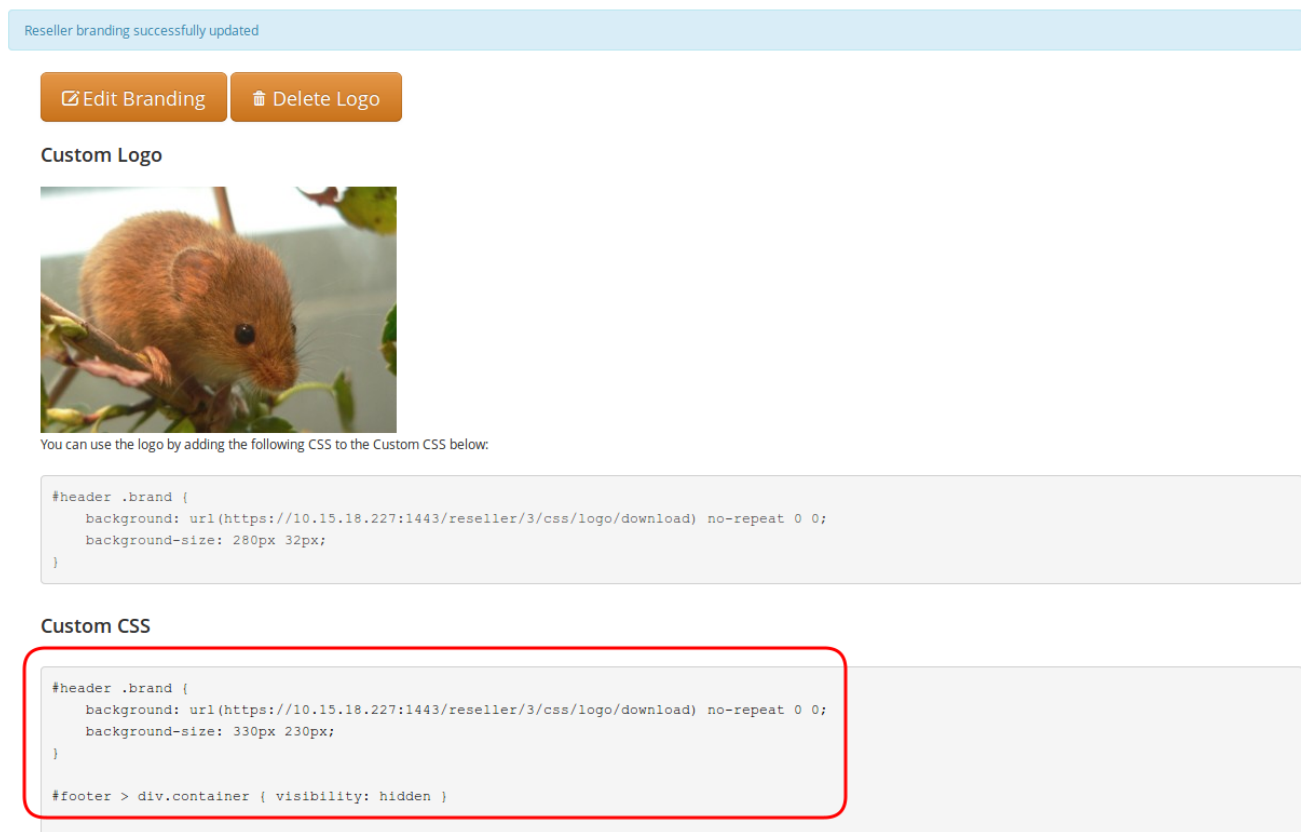 Reseller branding successfully updated
Edit Branding
Delete Logo
Custom Logo
You can use the logo by adding the following CSS to the Custom CSS below:
#header .brand {
    background: url(https://10.15.18.227:1443/reseller/3/css/logo/download) no-repeat 0 0;
    background-size: 280px 32px;
}
Custom CSS
#header .brand {
    background: url(https://10.15.18.227:1443/reseller/3/css/logo/download) no-repeat 0 0;
    background-size: 330px 230px;
}
#footer > div.container { visibility: hidden }